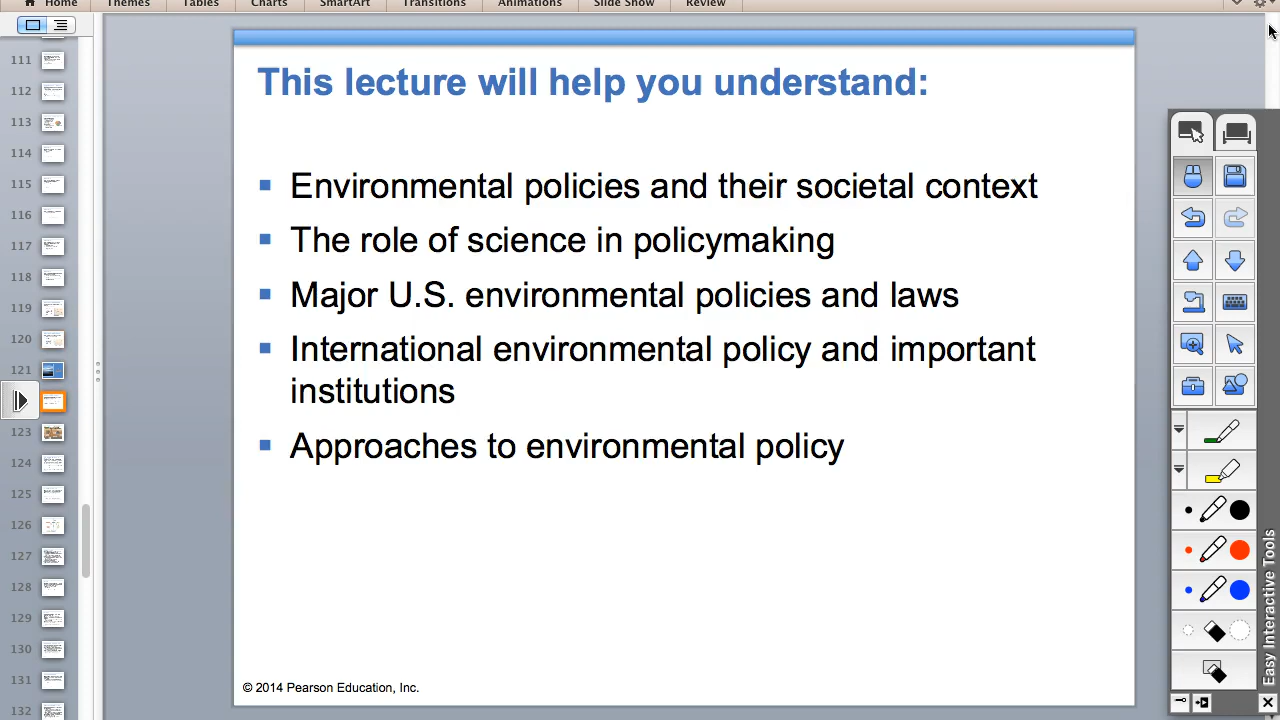 Home Themes Tables Charts SmartArt Transitions Animations Slide Show Review
111
112
113
114
115
116
117
118
119
120
121
123
124
125
126
127
128
129
130
131
132
This lecture will help you understand:
Environmental policies and their societal context
The role of science in policymaking
Major U.S. environmental policies and laws
International environmental policy and important
institutions
Approaches to environmental policy
© 2014 Pearson Education, Inc.
Easy Interactive Tools